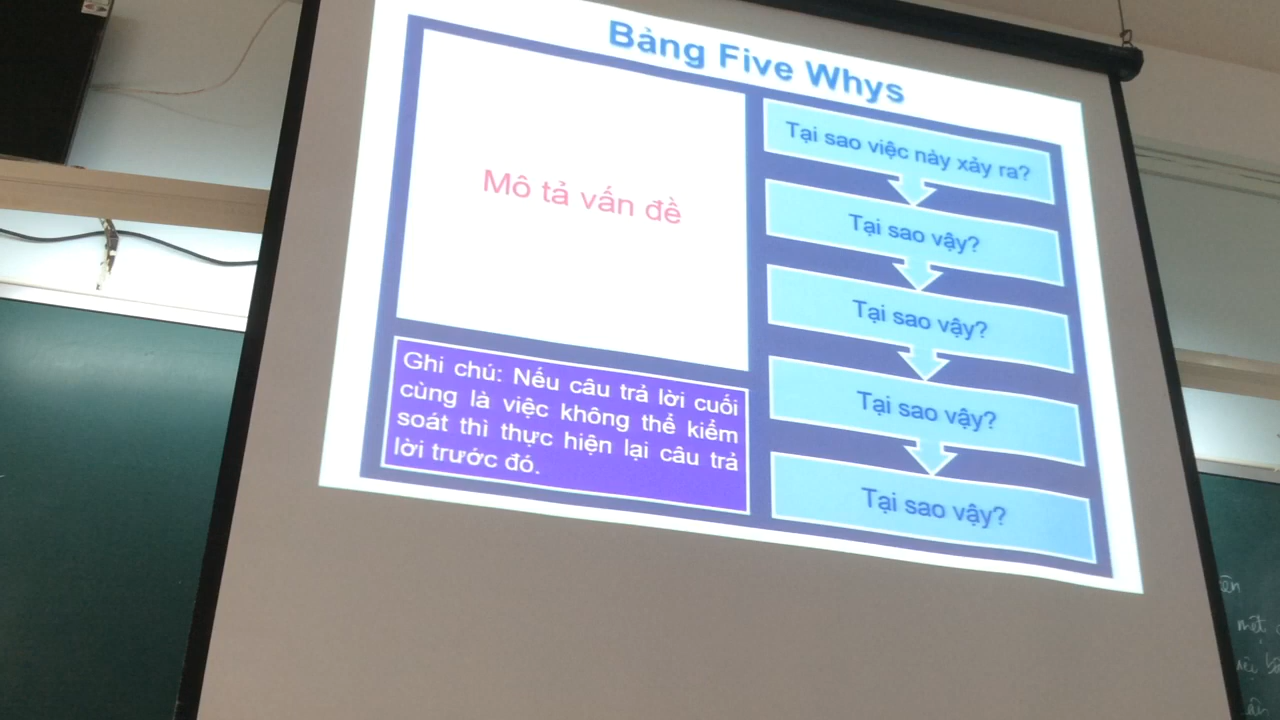 Bảng Five Whys
Mô tả vấn đề
Ghi chú: Nếu câu trả lời cuối
cùng là việc không thể kiểm
soát thì thực hiện lại câu trả
lời trước đó.
Tại sao việc này xảy ra?
Tại sao vậy?
Tại sao vậy?
Tại sao vậy?
Tại sao vậy?
một